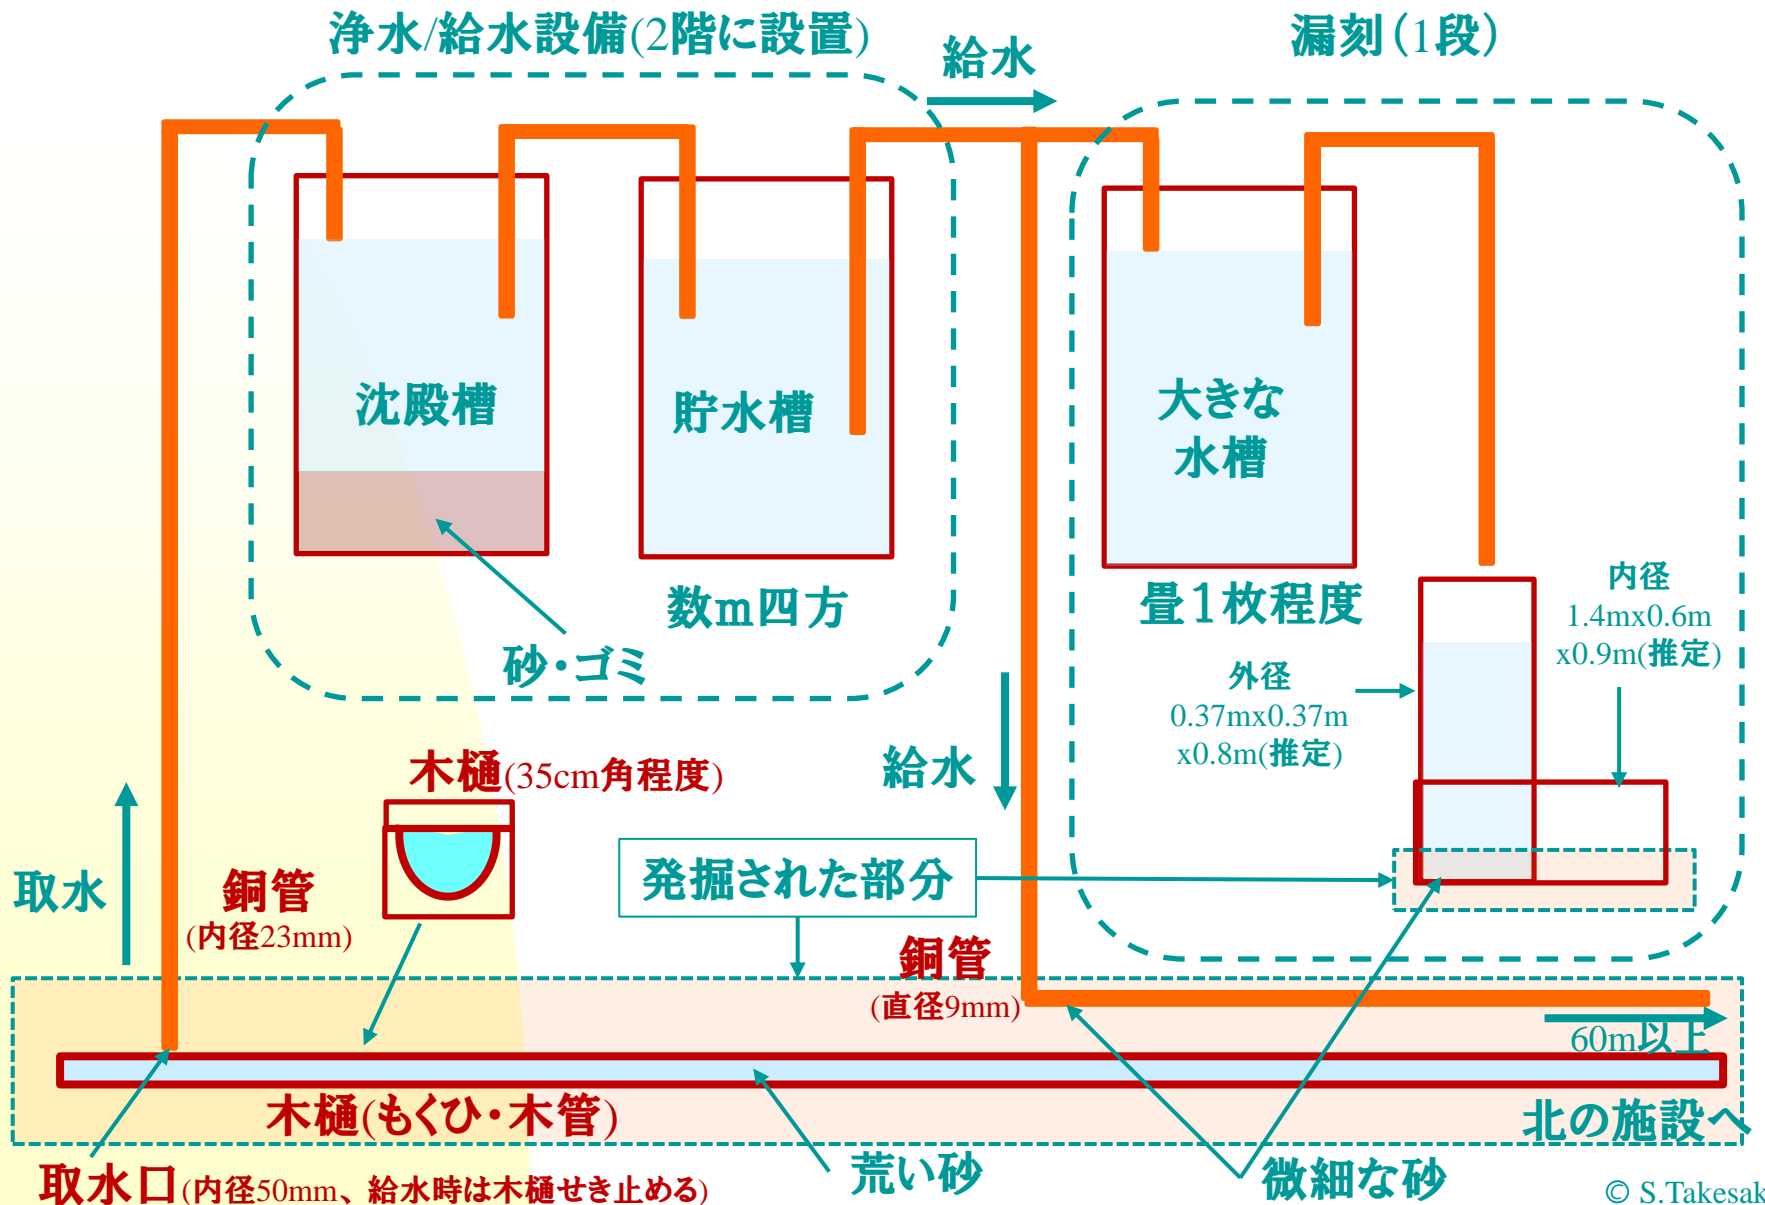 浄水/給水設備(2階に設置)
給水
漏刻(1段)
沈殿槽
貯水槽
大きな
水槽
数m四方
畳1枚程度
砂・ゴミ
内径
1.4mx0.6m
x0.9m(推定)
外径
0.37mx0.37m
x0.8m(推定)
木樋(35cm角程度)
給水
取水
銅管
(内径23mm)
発掘された部分
銅管
(直径9mm)
60m以上
木樋(もくひ・木管)
北の施設へ
取水口(内径50mm、給水時は木樋せき止める)
荒い砂
微細な砂
© S.Takesak